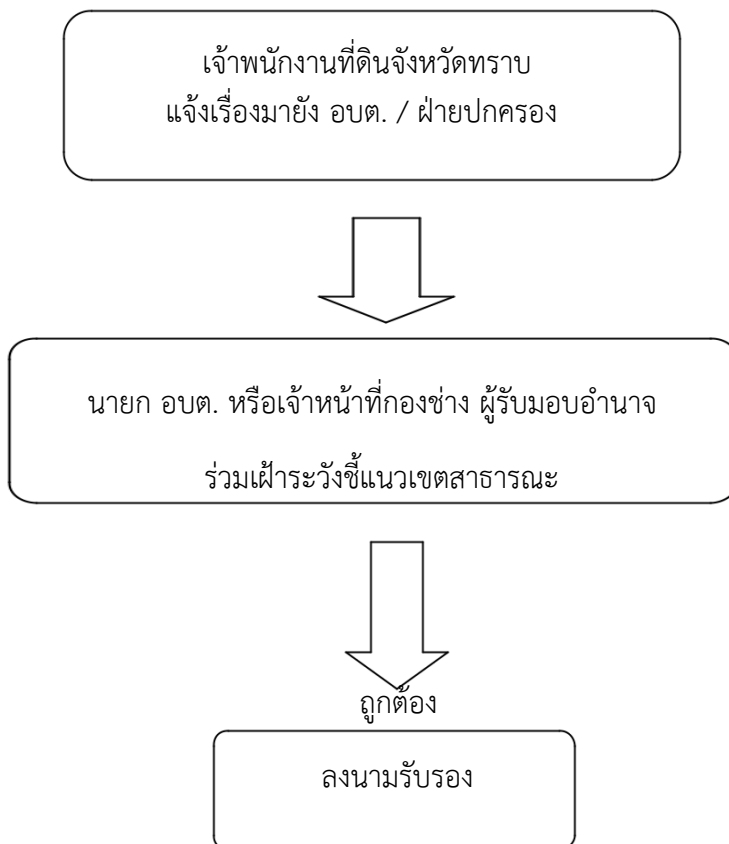 เจ้าพนักงานที่ดินจังหวัดทราบ
แจ้งเรื่องมายัง อบต. / ฝ่ายปกครอง
นายก อบต. หรือเจ้าหน้าที่กองช่าง ผู้รับมอบอำนาจ
ร่วมเฝ้าระวังชี้แนวเขตสาธารณะ
ถูกต้อง
ลงนามรับรอง